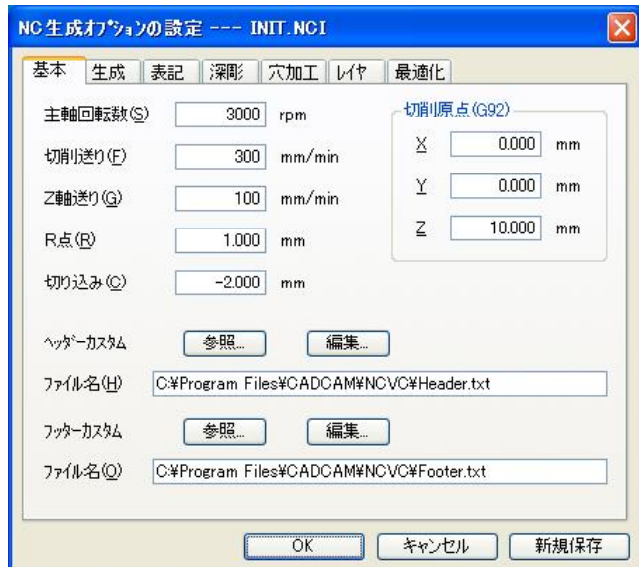 NC生成オプションの設定 --- INIT.NCI
基本 生成 表記 深彫 穴加工 レイヤ 最適化
主軸回転数(S) 3000 rpm
切削送り(F) 300 mm/min
Z軸送り(G) 100 mm/min
R点(R) 1.000 mm
切り込み(C) -2.000 mm
切削原点(G92)
X 0.000 mm
Y 0.000 mm
Z 10.000 mm
ヘッダーカスタム 参照... 編集...
ファイル名(H) C:¥Program Files¥CADCAM¥NCVC¥Header.txt
フッターカスタム 参照... 編集...
ファイル名(O) C:¥Program Files¥CADCAM¥NCVC¥Footer.txt
OK キャンセル 新規保存